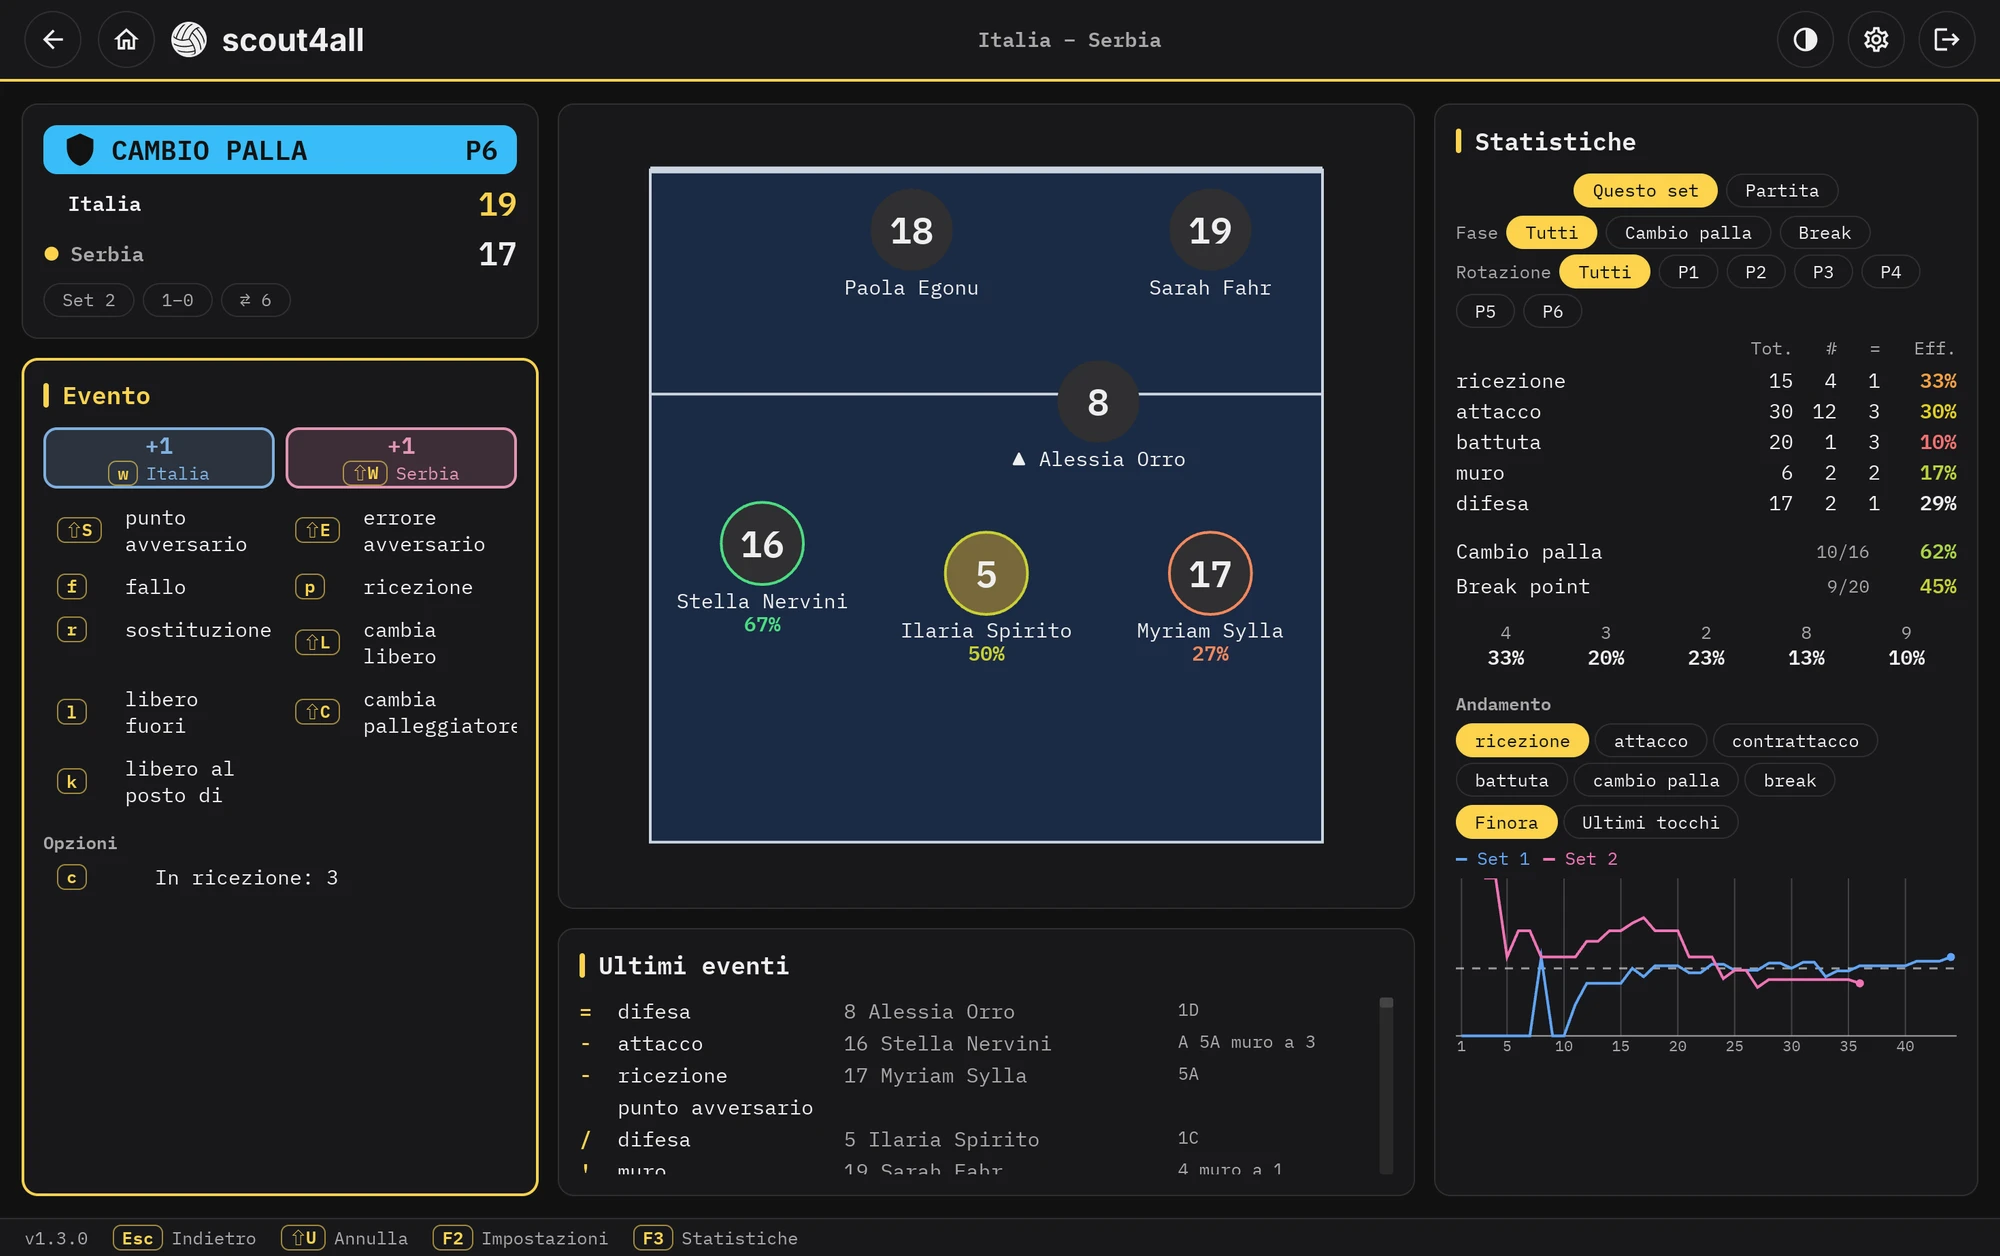 scout4all
Italia – Serbia
CAMBIO PALLA P6
Italia 19
Serbia 17
Set 2 1–0 ⇄ 6
Evento
+1
w Italia
+1
⇧W Serbia
⇧S punto avversario
⇧E errore avversario
f fallo
p ricezione
r sostituzione
⇧L cambia libero
l libero fuori
⇧C cambia palleggiatore
k libero al posto di
Opzioni
c In ricezione: 3
18
Paola Egonu
19
Sarah Fahr
8
▲ Alessia Orro
16
Stella Nervini
67%
5
Ilaria Spirito
50%
17
Myriam Sylla
27%
Ultimi eventi
= difesa 8 Alessia Orro 1D
- attacco 16 Stella Nervini A 5A muro a 3
- ricezione 17 Myriam Sylla 5A
punto avversario
/ difesa 5 Ilaria Spirito 1C
! muro 19 Sarah Fahr 4 muro a 1
Statistiche
Questo set Partita
Fase Tutti Cambio palla Break
Rotazione Tutti P1 P2 P3 P4
P5 P6
Tot. # = Eff.
ricezione 15 4 1 33%
attacco 30 12 3 30%
battuta 20 1 3 10%
muro 6 2 2 17%
difesa 17 2 1 29%
Cambio palla 10/16 62%
Break point 9/20 45%
4 3 2 8 9
33% 20% 23% 13% 10%
Andamento
ricezione attacco contrattacco
battuta cambio palla break
Finora Ultimi tocchi
Set 1 Set 2
1 5 10 15 20 25 30 35 40
v1.3.0 Esc Indietro ⇧U Annulla F2 Impostazioni F3 Statistiche